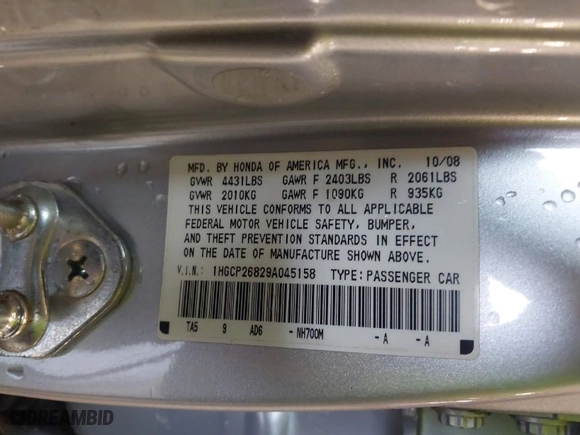 MFD. BY HONDA OF AMERICA MFG., INC. 10/08
GVWR 4431LBS GAWR F 2403LBS R 2061LBS
GVWR 2010KG GAWR F 1090KG R 935KG
THIS VEHICLE CONFORMS TO ALL APPLICABLE
FEDERAL MOTOR VEHICLE SAFETY, BUMPER,
AND THEFT PREVENTION STANDARDS IN EFFECT
ON THE DATE OF MANUFACTURE SHOWN ABOVE.
V.I.N.: 1HGCP26829A045158 TYPE: PASSENGER CAR
TA5 9 AD6 -NH700M -A -A
DREAMBID